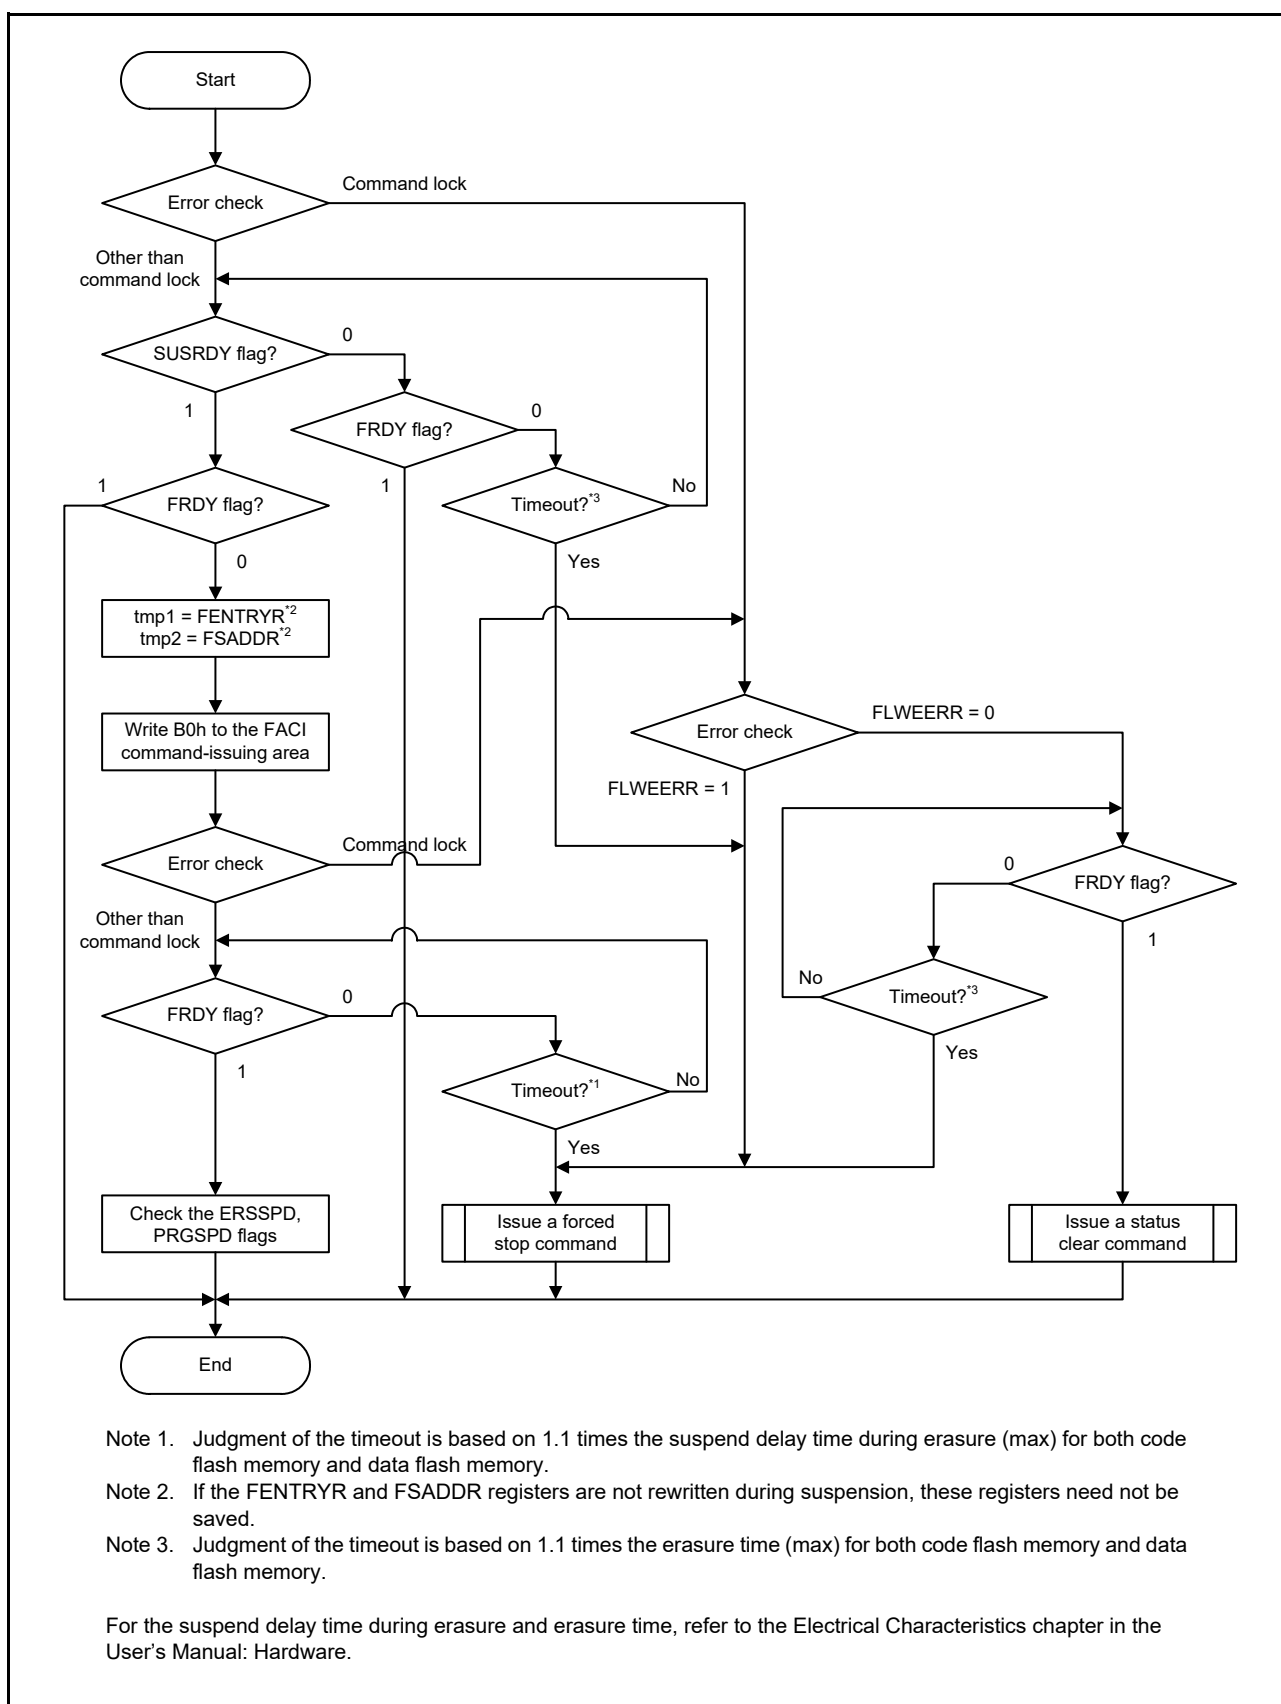 Start
Error check
Command lock
Other than
command lock
SUSRDY flag?
0
1
FRDY flag?
0
1
Timeout?*3
No
Yes
FRDY flag?
1
0
tmp1 = FENTRYR*2
tmp2 = FSADDR*2
Write B0h to the FACI
command-issuing area
Error check
Command lock
Other than
command lock
FRDY flag?
0
1
Timeout?*1
No
Yes
Error check
FLWEERR = 0
FLWEERR = 1
FRDY flag?
0
1
Timeout?*3
No
Yes
Check the ERSSPD,
PRGSPD flags
Issue a forced
stop command
Issue a status
clear command
End
Note 1. Judgment of the timeout is based on 1.1 times the suspend delay time during erasure (max) for both code
flash memory and data flash memory.
Note 2. If the FENTRYR and FSADDR registers are not rewritten during suspension, these registers need not be
saved.
Note 3. Judgment of the timeout is based on 1.1 times the erasure time (max) for both code flash memory and data
flash memory.
For the suspend delay time during erasure and erasure time, refer to the Electrical Characteristics chapter in the
User's Manual: Hardware.